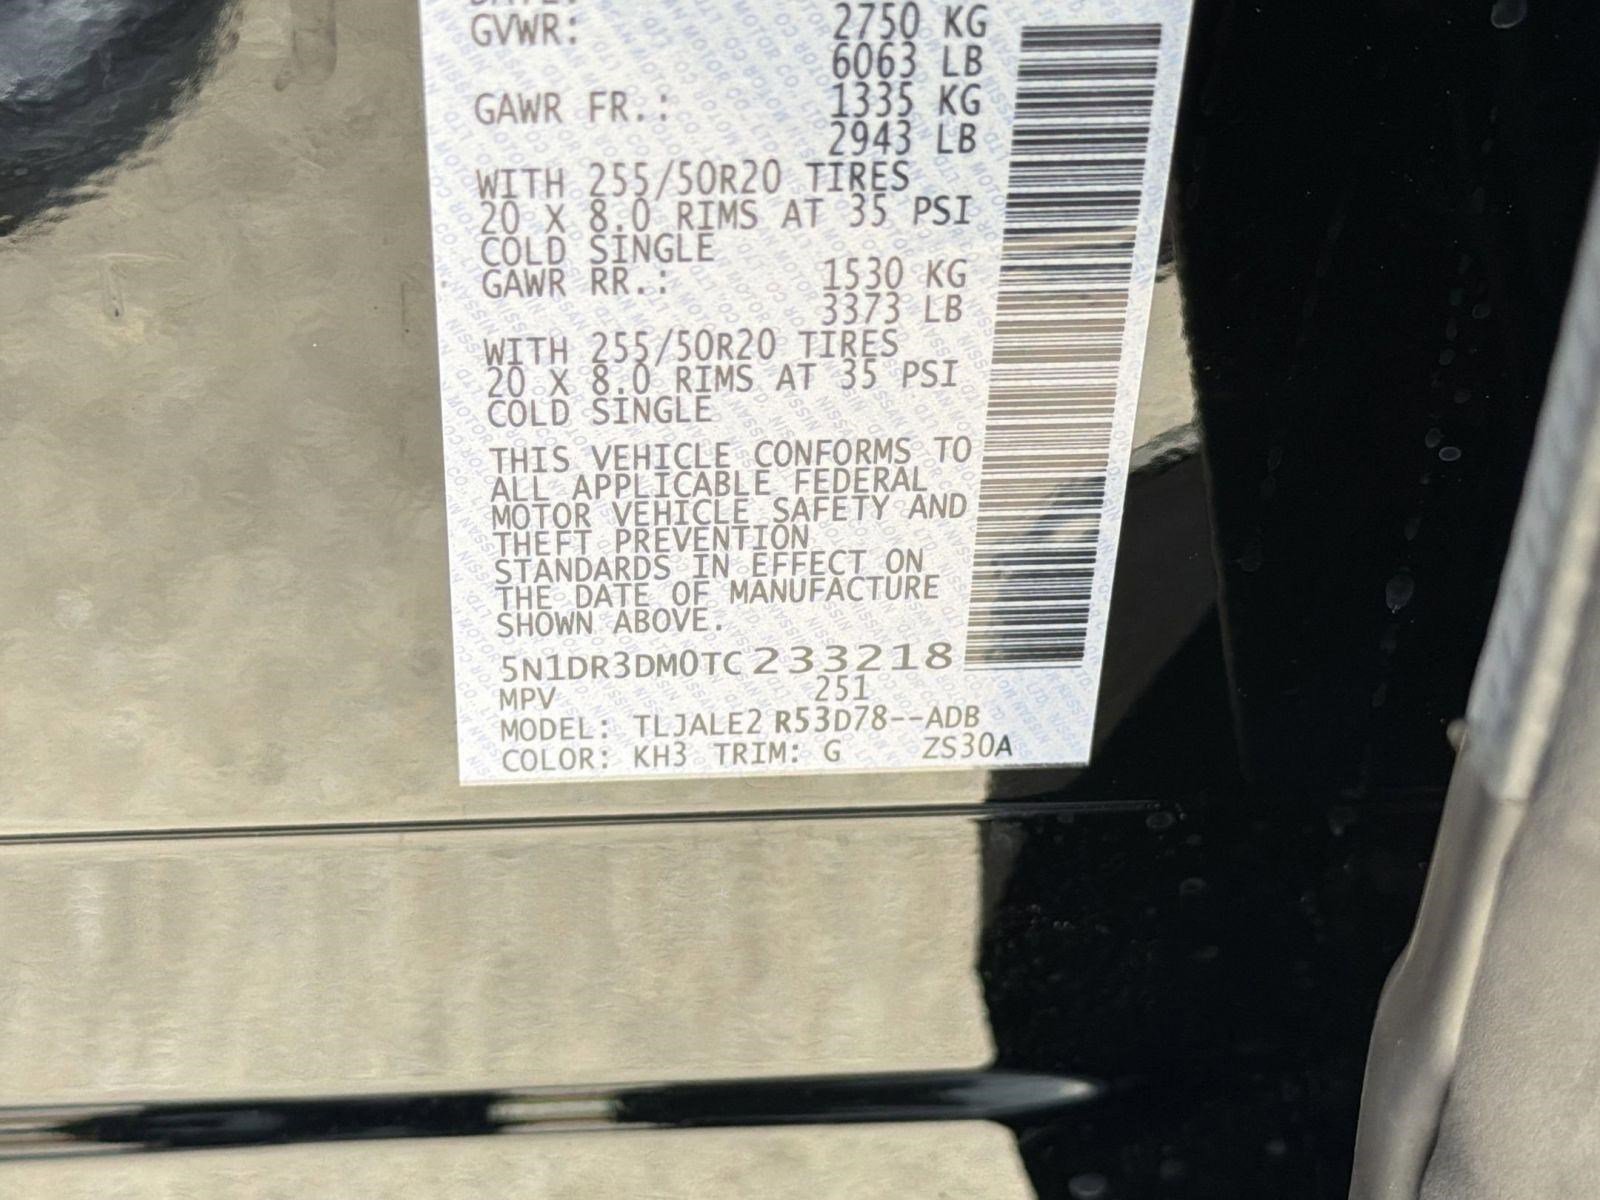 DATE:
GVWR: 2750 KG
6063 LB
GAWR FR.: 1335 KG
2943 LB
WITH 255/50R20 TIRES
20 X 8.0 RIMS AT 35 PSI
COLD SINGLE
GAWR RR.: 1530 KG
3373 LB
WITH 255/50R20 TIRES
20 X 8.0 RIMS AT 35 PSI
COLD SINGLE
THIS VEHICLE CONFORMS TO
ALL APPLICABLE FEDERAL
MOTOR VEHICLE SAFETY AND
THEFT PREVENTION
STANDARDS IN EFFECT ON
THE DATE OF MANUFACTURE
SHOWN ABOVE.
5N1DR3DM0TC233218
MPV 251
MODEL: TLJALE2 R53D78--ADB
COLOR: KH3 TRIM: G ZS30A